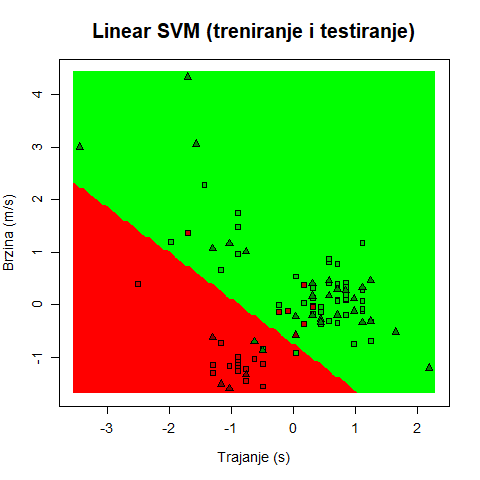 Linear SVM (treniranje i testiranje)
4
3
2
1
0
-1
Brzina (m/s)
-3 -2 -1 0 1 2
Trajanje (s)